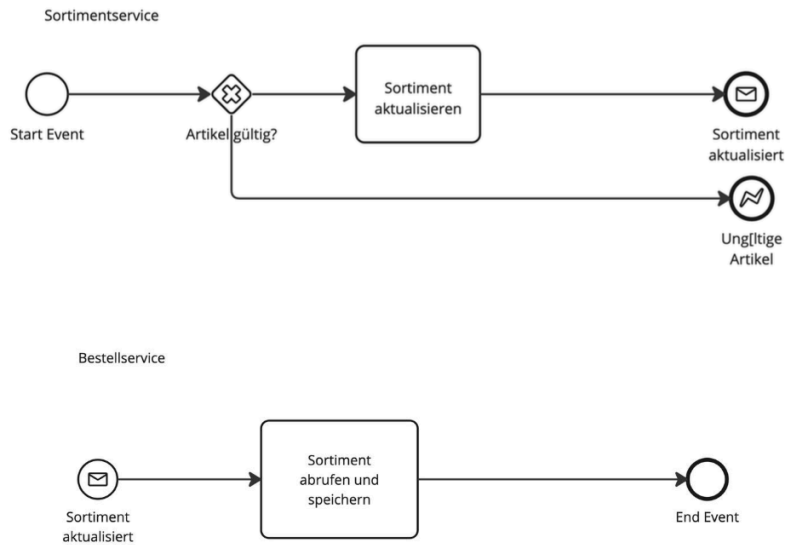 Sortimentservice
Start Event
Artikel gültig?
Sortiment
aktualisieren
Sortiment
aktualisiert
Ung[ltige
Artikel
Bestellservice
Sortiment
aktualisiert
Sortiment
abrufen und
speichern
End Event